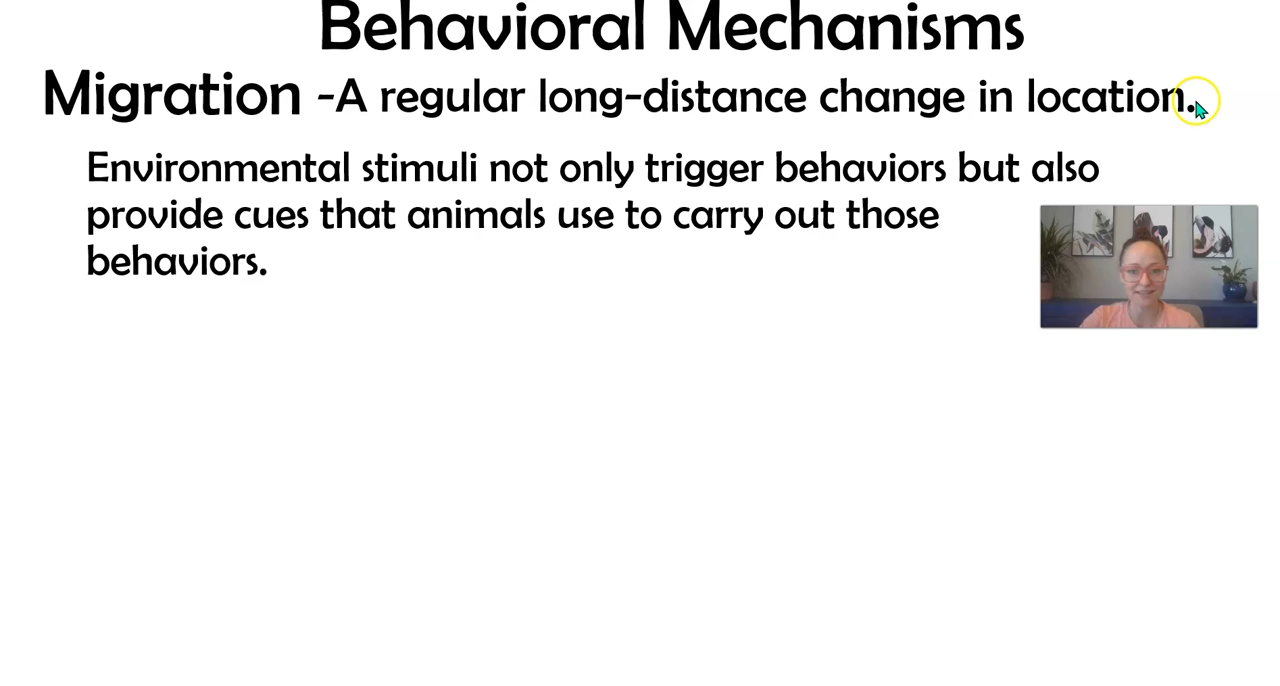 Behavioral Mechanisms
Migration -A regular long-distance change in location.
Environmental stimuli not only trigger behaviors but also
provide cues that animals use to carry out those
behaviors.